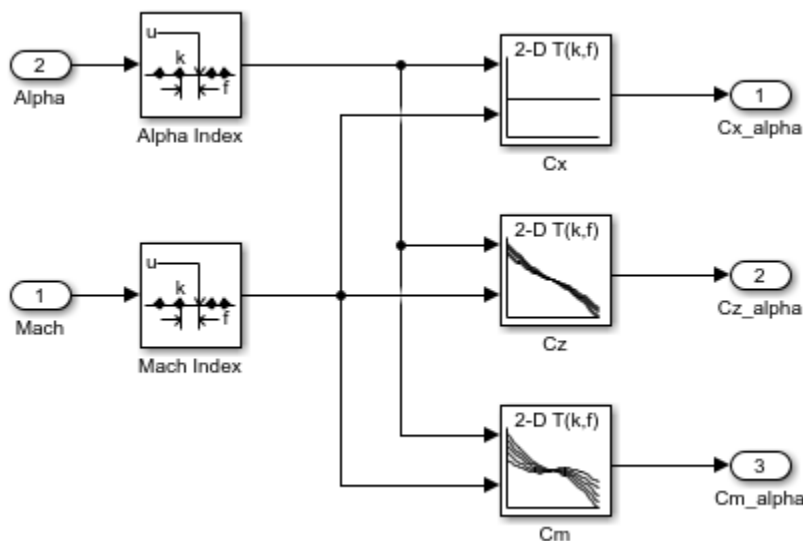 u
k
f
2
Alpha
Alpha Index
2-D T(k,f)
Cx
1
Cx_alpha
u
k
f
1
Mach
Mach Index
2-D T(k,f)
Cz
2
Cz_alpha
2-D T(k,f)
Cm
3
Cm_alpha